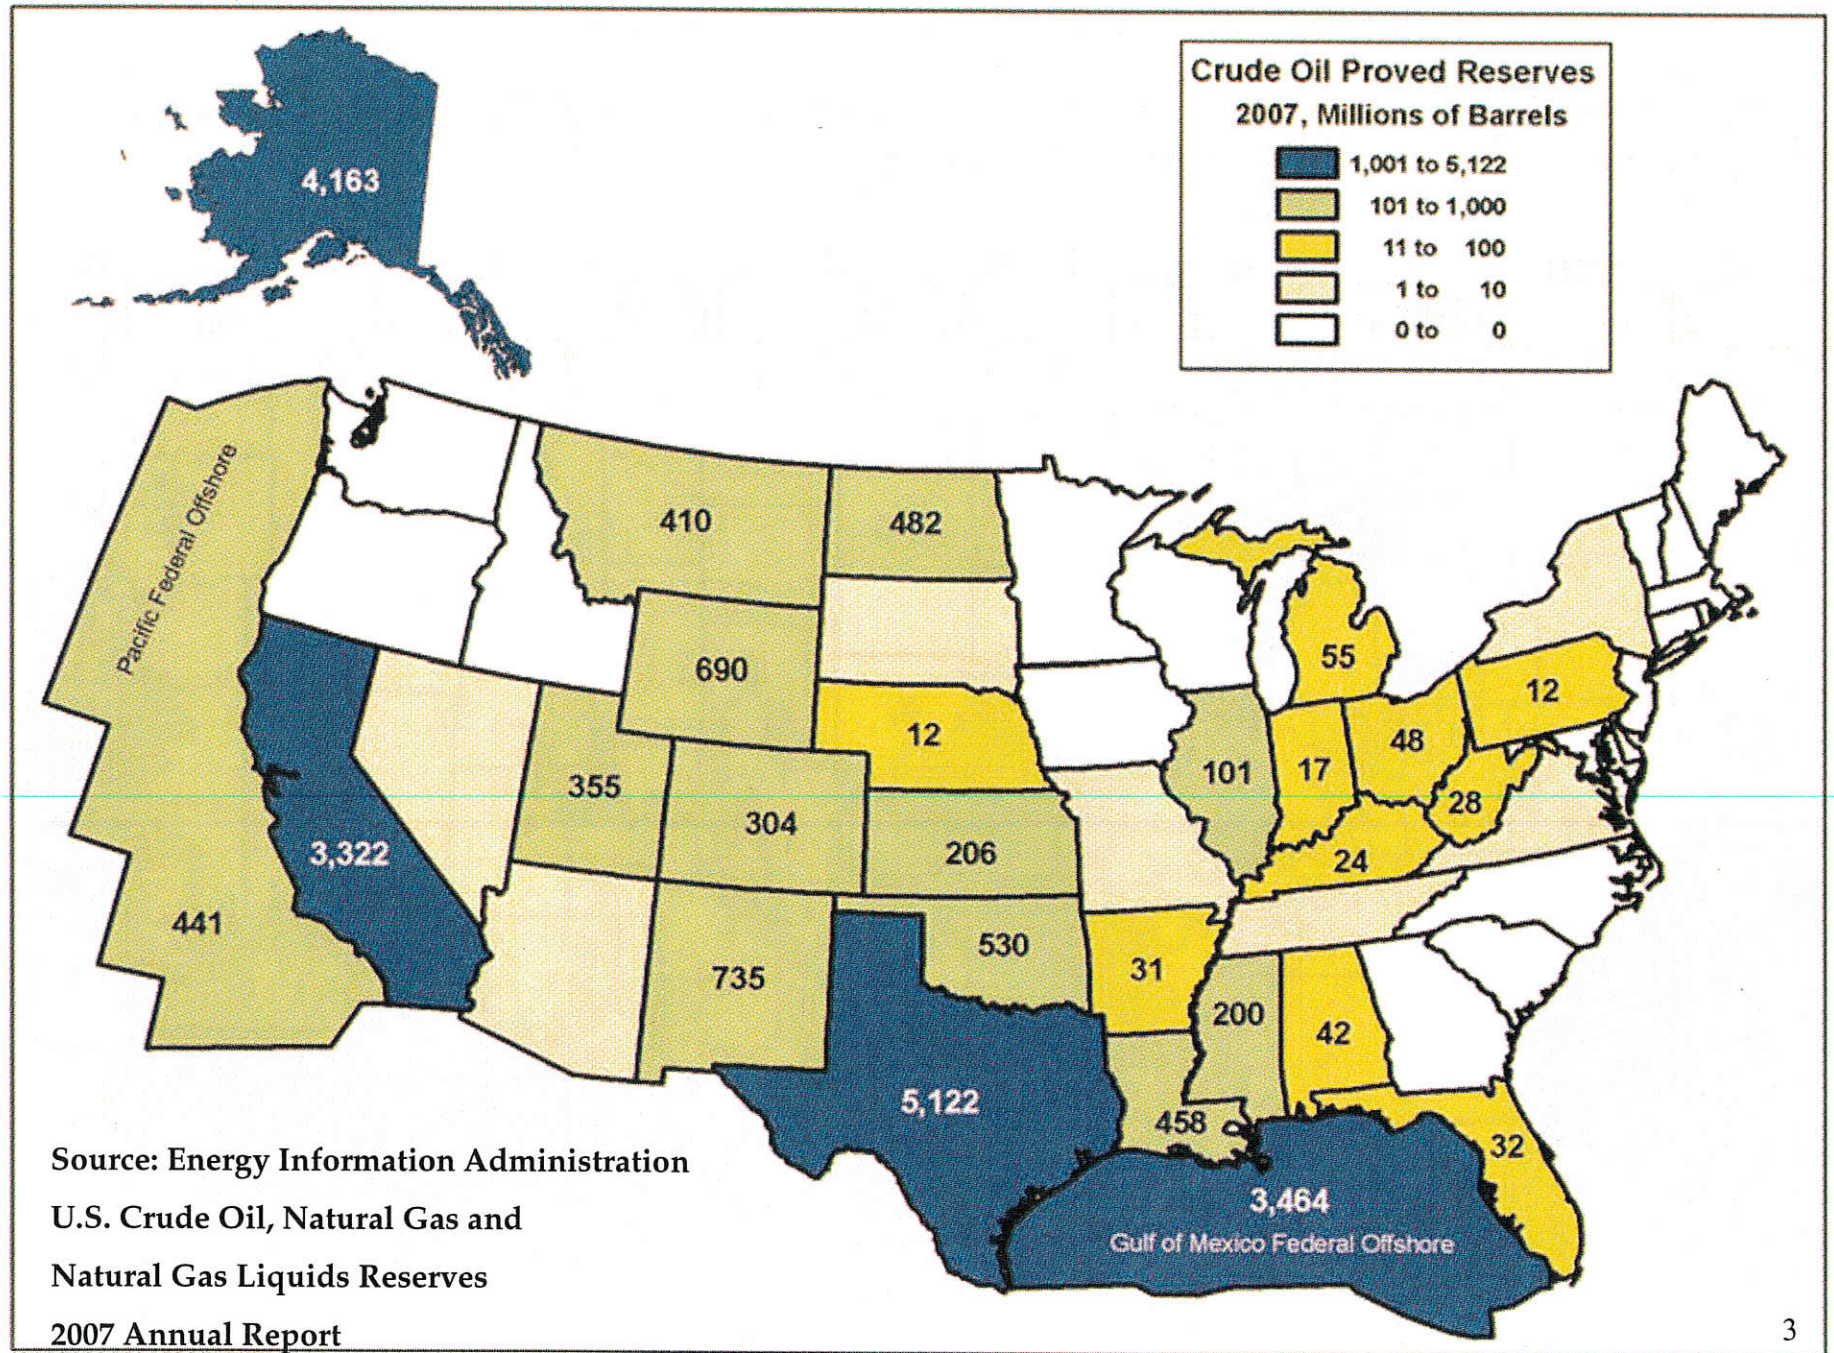 Crude Oil Proved Reserves
2007, Millions of Barrels
1,001 to 5,122
101 to 1,000
11 to 100
1 to 10
0 to 0
4,163
Pacific Federal Offshore
410
482
690
55
12
12
355
304
101
17
48
28
3,322
206
24
441
735
530
31
200
42
5,122
458
32
3,464
Gulf of Mexico Federal Offshore
Source: Energy Information Administration
U.S. Crude Oil, Natural Gas and
Natural Gas Liquids Reserves
2007 Annual Report
3